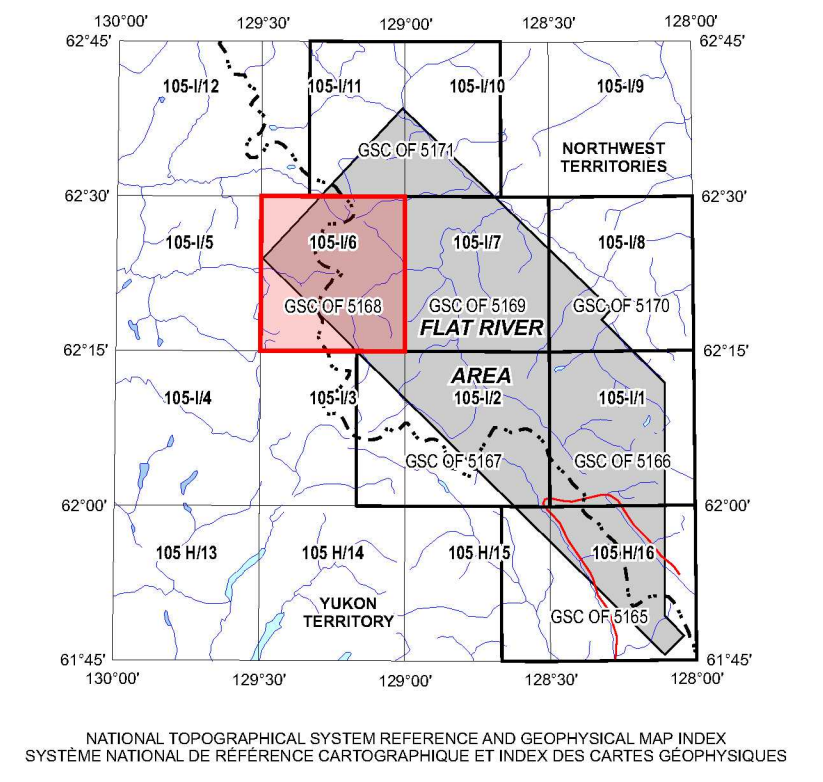 130°00' 129°30' 129°00' 128°30' 128°00'
62°45' 62°45'
105-I/12 105-I/11 105-I/10 105-I/9
GSC OF 5171
NORTHWEST
TERRITORIES
62°30' 62°30'
105-I/5 105-I/6 105-I/7 105-I/8
GSC OF 5168 GSC OF 5169 GSC OF 5170
FLAT RIVER
62°15' 62°15'
AREA
105-I/4 105-I/3 105-I/2 105-I/1
GSC OF 5167 GSC OF 5166
62°00' 62°00'
105 H/13 105 H/14 105 H/15 105 H/16
YUKON
TERRITORY
GSC OF 5165
61°45' 61°45'
130°00' 129°30' 129°00' 128°30' 128°00'
NATIONAL TOPOGRAPHICAL SYSTEM REFERENCE AND GEOPHYSICAL MAP INDEX
SYSTÈME NATIONAL DE RÉFÉRENCE CARTOGRAPHIQUE ET INDEX DES CARTES GÉOPHYSIQUES